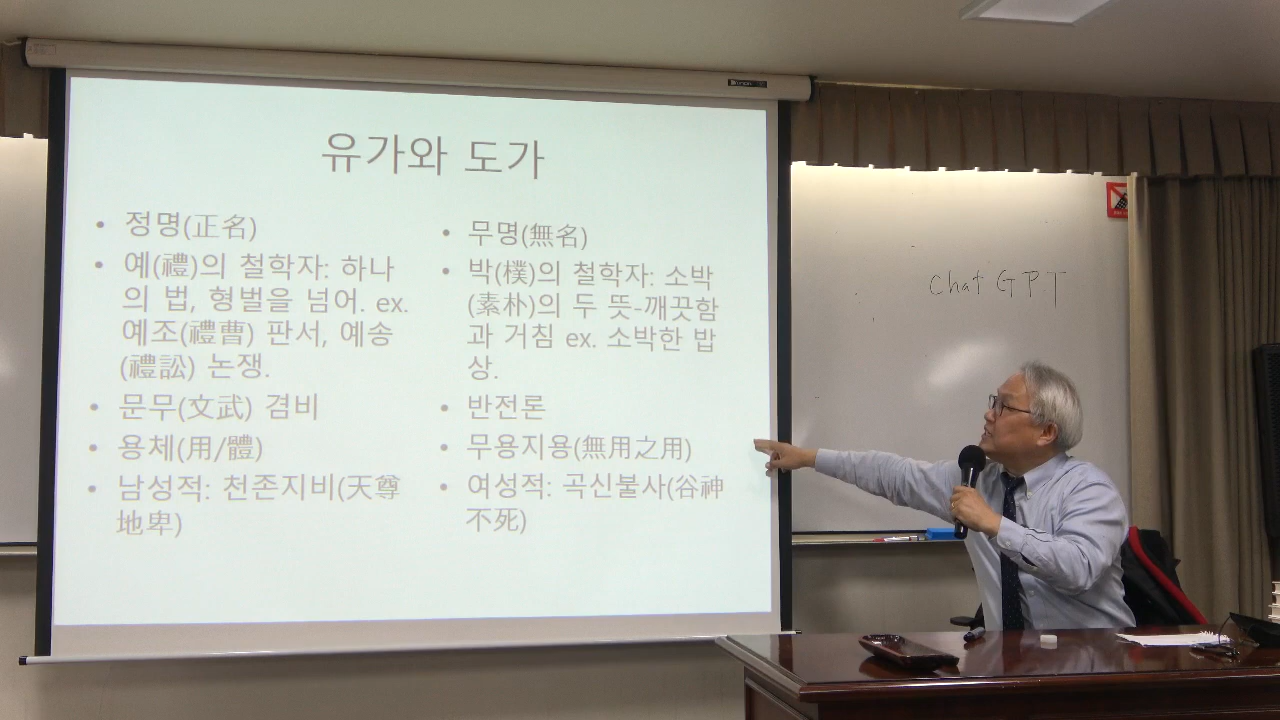 유가와 도가
• 정명(正名)
• 예(禮)의 철학자: 하나
의 법, 형벌을 넘어. ex.
예조(禮曹) 판서, 예송
(禮訟) 논쟁.
• 문무(文武) 겸비
• 용체(用/體)
• 남성적: 천존지비(天尊
地卑)
• 무명(無名)
• 박(樸)의 철학자: 소박
(素朴)의 두 뜻-깨끗함
과 거침 ex. 소박한 밥
상.
• 반전론
• 무용지용(無用之用)
• 여성적: 곡신불사(谷神
不死)
Chat GPT